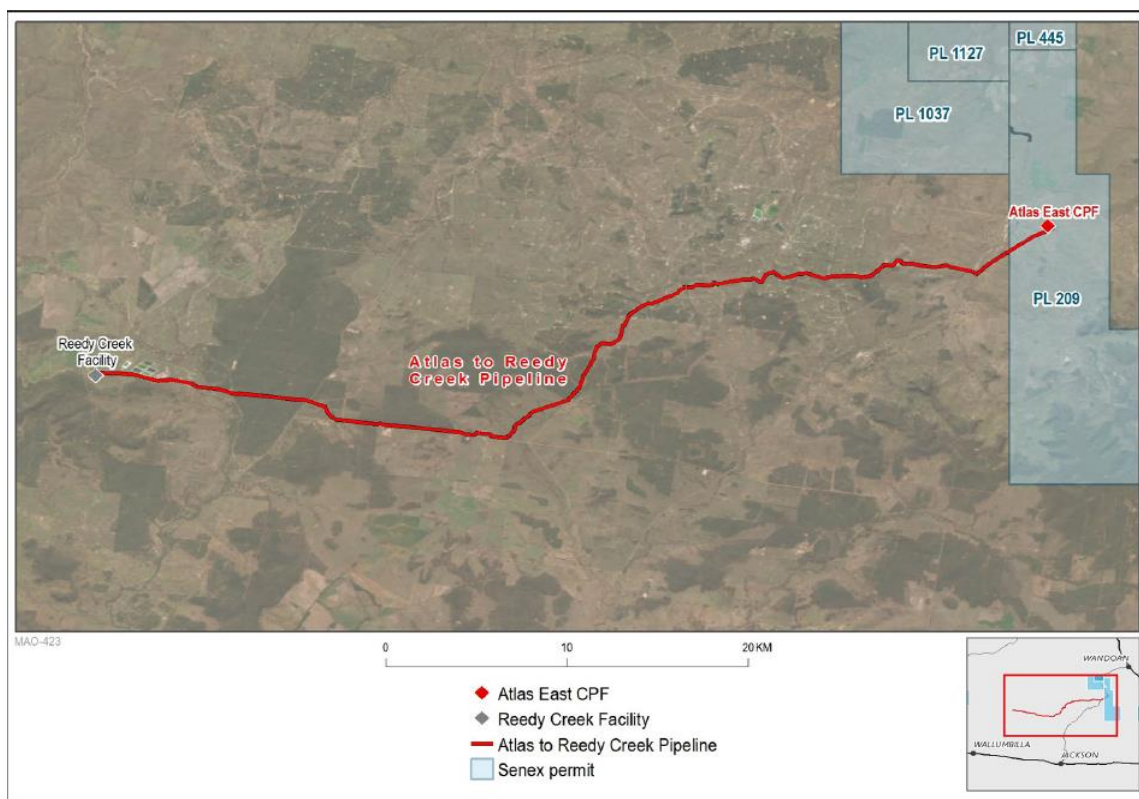 PL 445
PL 1127
PL 1037
Atlas East CPF
PL 209
Reedy Creek
Facility
Atlas to Reedy
Creek Pipeline
MAO-423
0 10 20KM
Atlas East CPF
Reedy Creek Facility
Atlas to Reedy Creek Pipeline
Senex permit
WANDOAN
WALLUMBILLA
JACKSON